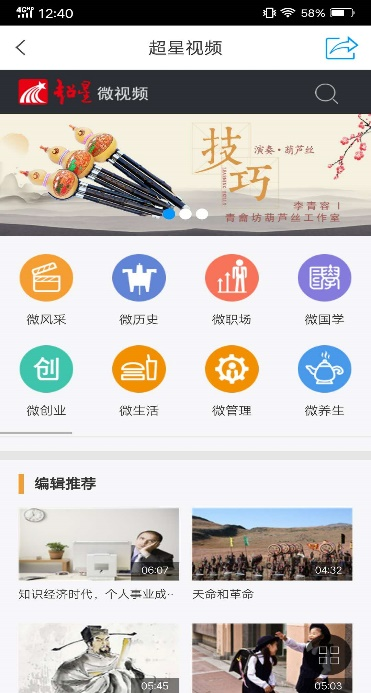 4G 12:40 58%
超星视频
超星 微视频
技巧
演奏·葫芦丝
李青容
青侖坊葫芦丝工作室
微风采 微历史 微职场 微国学
创
微创业 微生活 微管理 微养生
编辑推荐
06:07 04:32
知识经济时代，个人事业成··· 天命和革命
05:45 05:03